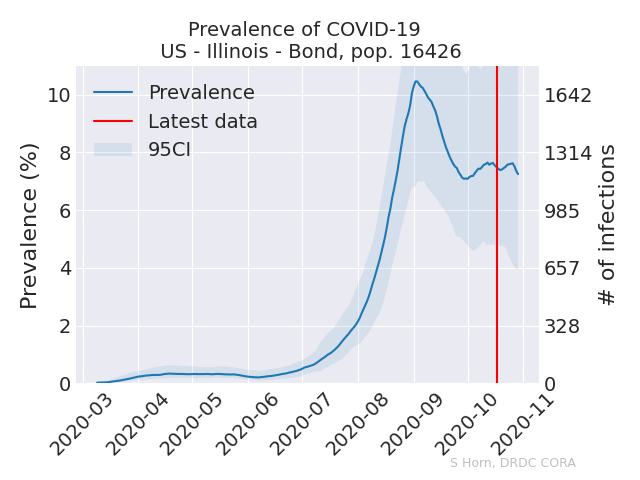 Prevalence of COVID-19
US - Illinois - Bond, pop. 16426
Prevalence
Latest data
95CI
Prevalence (%)
10
8
6
4
2
0
1642
1314
985
657
328
0
# of infections
2020-03
2020-04
2020-05
2020-06
2020-07
2020-08
2020-09
2020-10
2020-11
S Horn, DRDC CORA